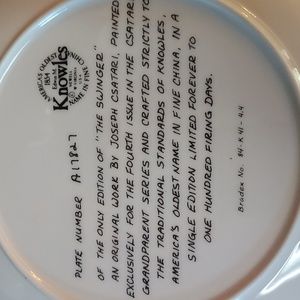 AMERICA'S OLDEST NAME IN FINE CHINA
1854
Edwin M.
Knowles
PLATE NUMBER A17827
OF THE ONLY EDITION OF "THE SWINGER"
AN ORIGINAL WORK BY JOSEPH CSATARI, PAINTED
EXCLUSIVELY FOR THE FOURTH ISSUE IN THE CSATARI
GRANDPARENT SERIES AND CRAFTED STRICTLY TO
THE TRADITIONAL STANDARDS OF KNOWLES,
AMERICA'S OLDEST NAME IN FINE CHINA, IN A
SINGLE EDITION LIMITED FOREVER TO
ONE HUNDRED FIRING DAYS.
Bradex No. 84-K41-4.4